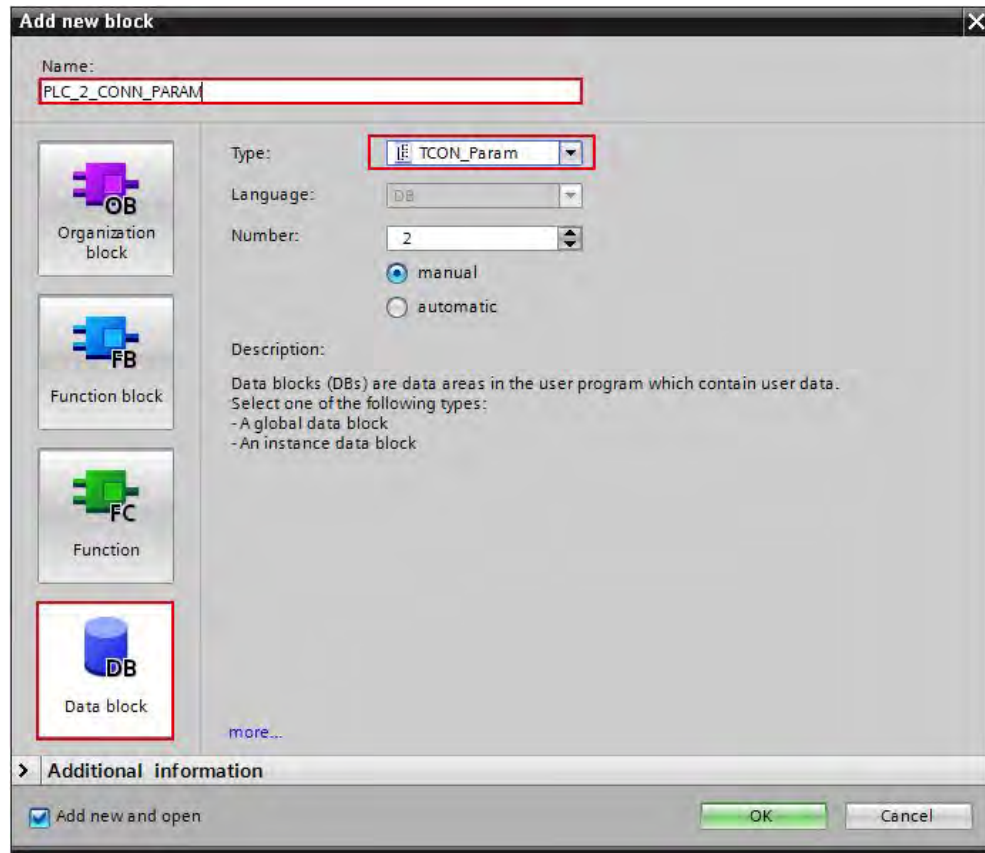 Add new block
Name:
PLC_2_CONN_PARAM
Type:
TCON_Param
Language:
DB
Number:
2
manual
automatic
Description:
Data blocks (DBs) are data areas in the user program which contain user data.
Select one of the following types:
- A global data block
- An instance data block
OB
Organization
block
FB
Function block
FC
Function
DB
Data block
more...
> Additional information
Add new and open
OK
Cancel